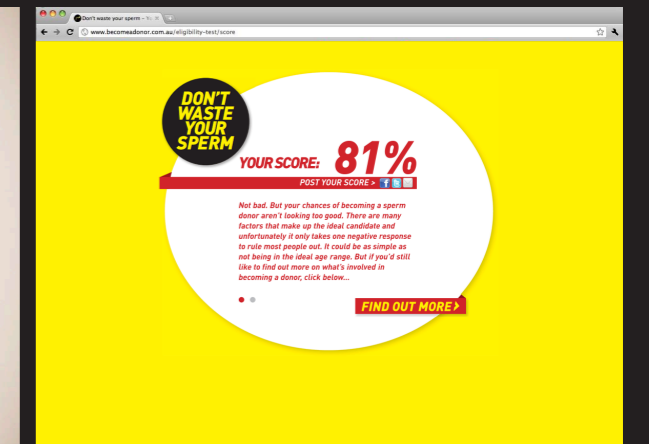 Don't waste your sperm -
www.becomeadonor.com.au/eligibility-test/score
DON'T
WASTE
YOUR
SPERM
YOUR SCORE: 81%
POST YOUR SCORE >
Not bad. But your chances of becoming a sperm
donor aren't looking too good. There are many
factors that make up the ideal candidate and
unfortunately it only takes one negative response
to rule most people out. It could be as simple as
not being in the ideal age range. But if you'd still
like to find out more on what's involved in
becoming a donor, click below...
FIND OUT MORE >